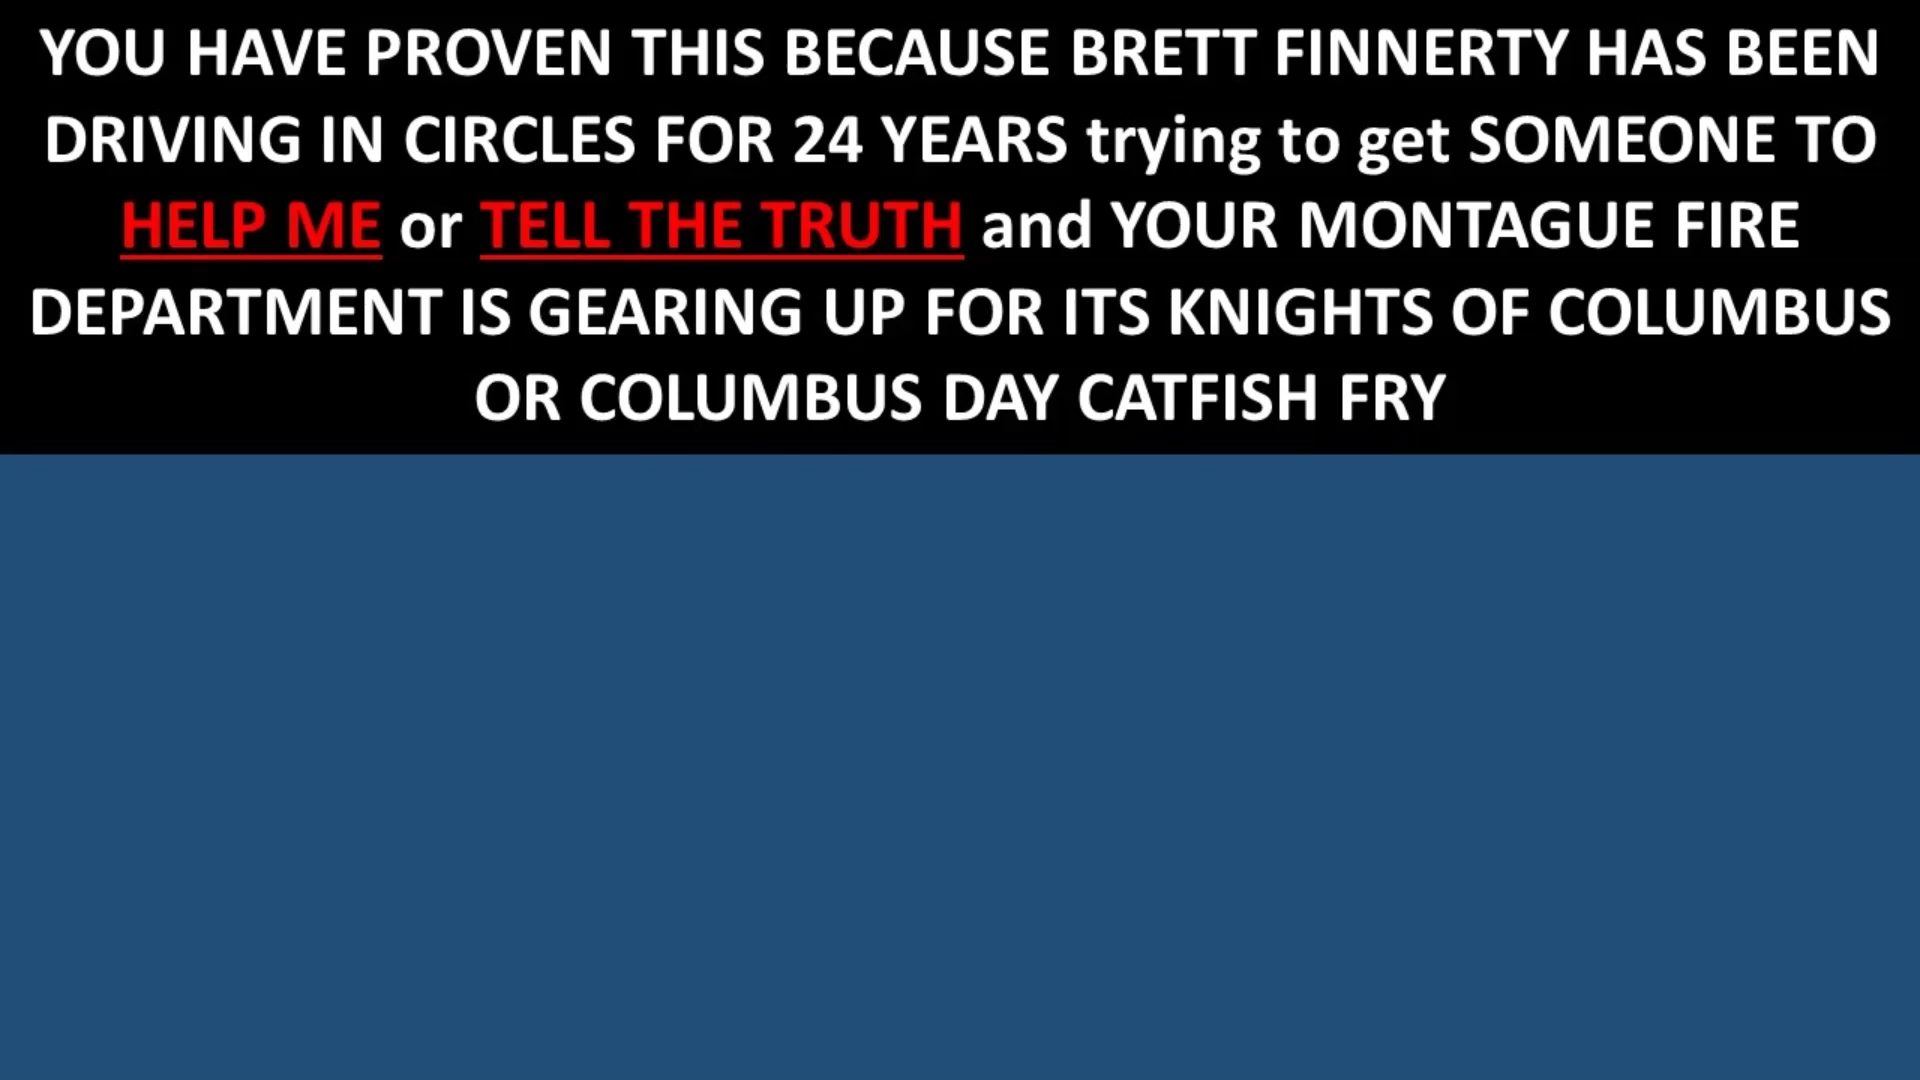 YOU HAVE PROVEN THIS BECAUSE BRETT FINNERTY HAS BEEN
DRIVING IN CIRCLES FOR 24 YEARS trying to get SOMEONE TO
HELP ME or TELL THE TRUTH and YOUR MONTAGUE FIRE
DEPARTMENT IS GEARING UP FOR ITS KNIGHTS OF COLUMBUS
OR COLUMBUS DAY CATFISH FRY